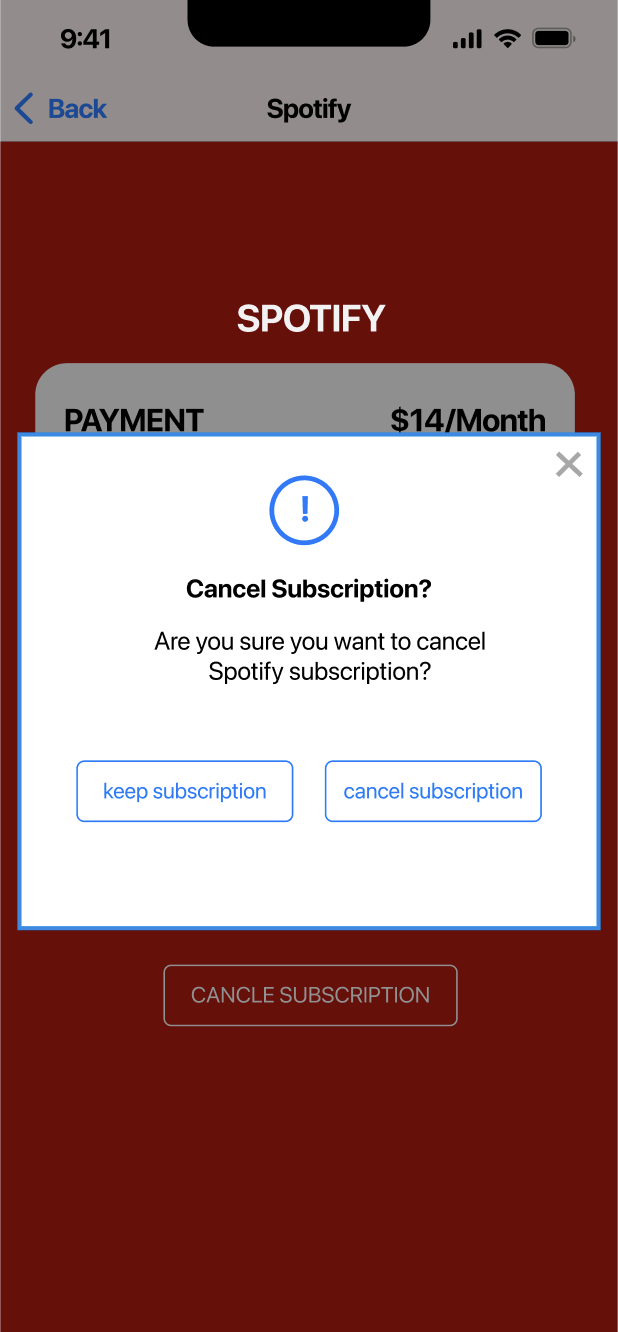 9:41
Back
Spotify
SPOTIFY
PAYMENT $14/Month
!
Cancel Subscription?
Are you sure you want to cancel
Spotify subscription?
keep subscription
cancel subscription
CANCLE SUBSCRIPTION